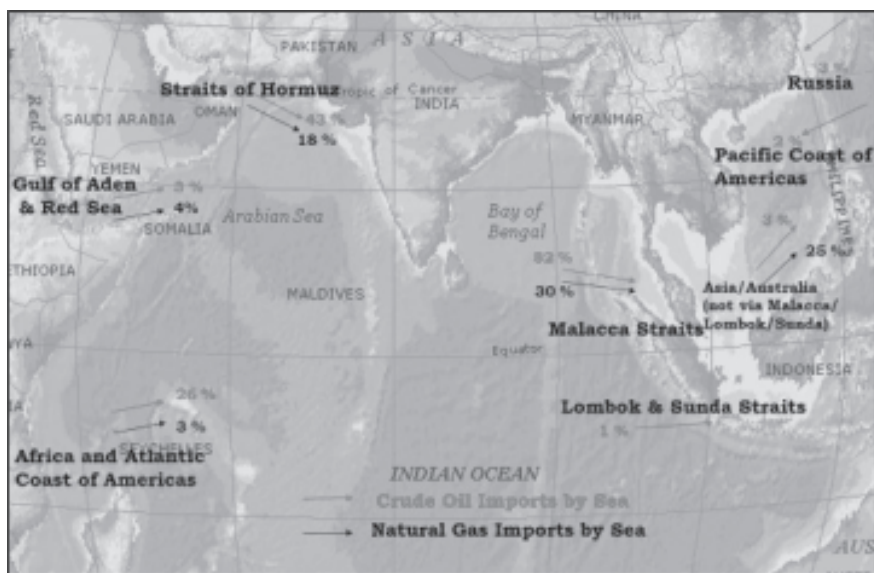 CHINA
PAKISTAN
ASIA
Straits of Hormuz
Tropic of Cancer
OMAN
INDIA
43 %
18 %
SAUDI ARABIA
Red Sea
MYANMAR
3 %
Russia
2 %
Pacific Coast of
Americas
PHILIPPINES
YEMEN
Gulf of Aden
& Red Sea
3 %
4%
SOMALIA
Arabian Sea
Bay of
Bengal
3 %
25 %
ETHIOPIA
82 %
30 %
MALDIVES
Asia/Australia
(not via Malacca/
Lombok/Sunda)
Malacca Straits
Equator
INDONESIA
26 %
3 %
SEYCHELLES
Africa and Atlantic
Coast of Americas
Lombok & Sunda Straits
1 %
INDIAN OCEAN
Crude Oil Imports by Sea
Natural Gas Imports by Sea
AUS